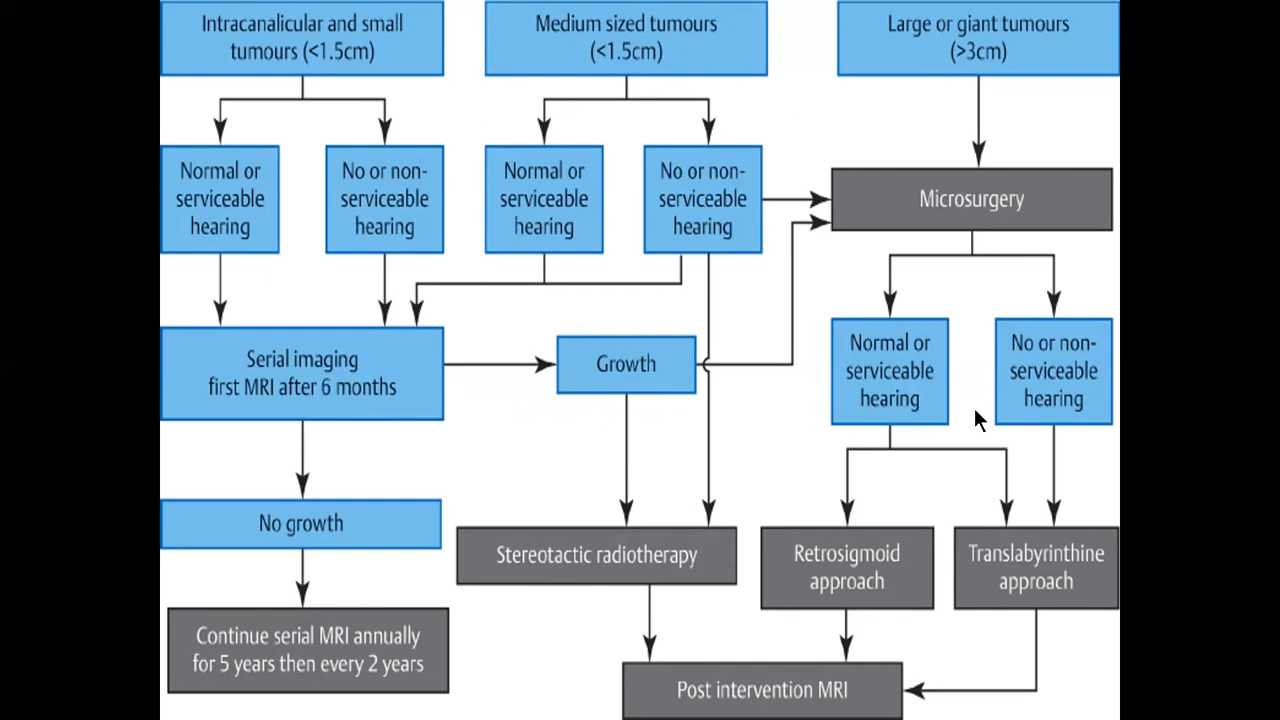 Intracanalicular and small
tumours (<1.5cm)
Medium sized tumours
(<1.5cm)
Large or giant tumours
(>3cm)
Normal or
serviceable
hearing
No or non-
serviceable
hearing
Normal or
serviceable
hearing
No or non-
serviceable
hearing
Microsurgery
Serial imaging
first MRI after 6 months
Growth
Normal or
serviceable
hearing
No or non-
serviceable
hearing
No growth
Stereotactic radiotherapy
Retrosigmoid
approach
Translabyrinthine
approach
Continue serial MRI annually
for 5 years then every 2 years
Post intervention MRI